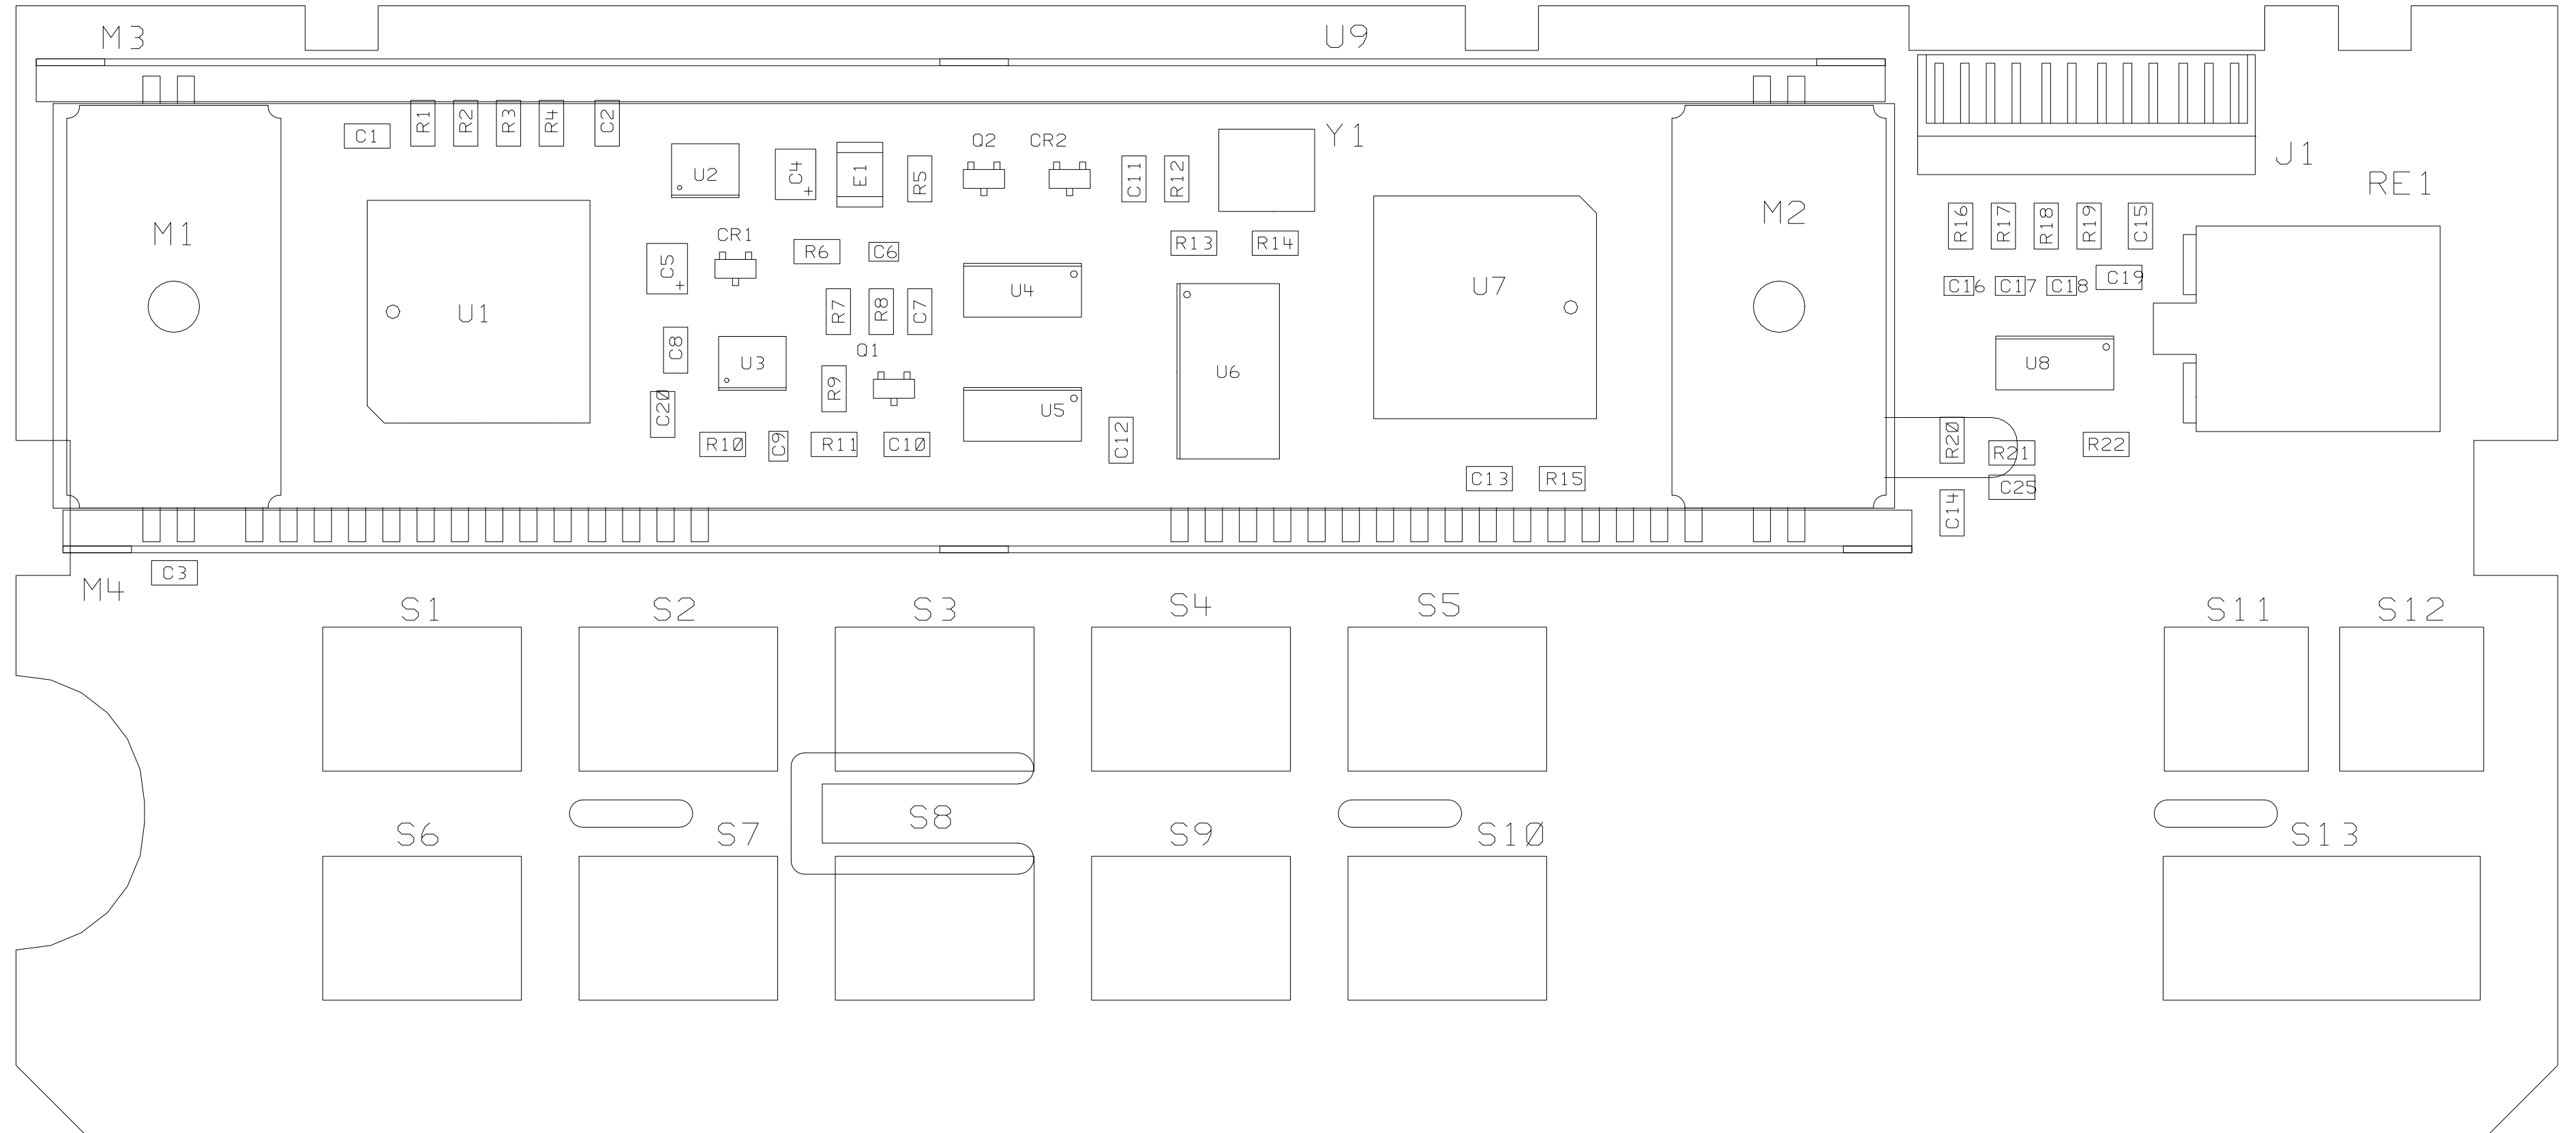 M3 U9
R1 R2 R3 R4 C2
C1 Q2 CR2 Y1
J1
U2 C4 + E1 R5 C11 R12
RE1
M1 M2
CR1 R16 R17 R18 R19 C15
R6 C6 R13 R14
C5 +
U4 U7 C16 C17 C18 C19
U1 R7 R8 C7
C8 Q1
U3 U6 U8
R9
C20 U5
R10 C9 R11 C10 C12 R20 R21 R22
C13 R15 C25
C14
C3
M4
S1 S2 S3 S4 S5 S11 S12
S6 S7 S8 S9 S10 S13